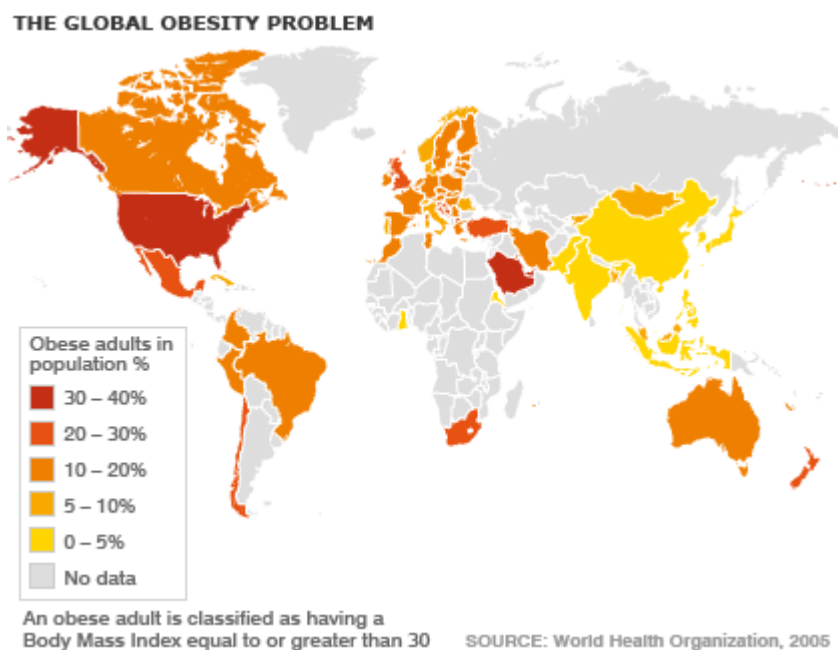 THE GLOBAL OBESITY PROBLEM
Obese adults in
population %
30 – 40%
20 – 30%
10 – 20%
5 – 10%
0 – 5%
No data
An obese adult is classified as having a
Body Mass Index equal to or greater than 30
SOURCE: World Health Organization, 2005